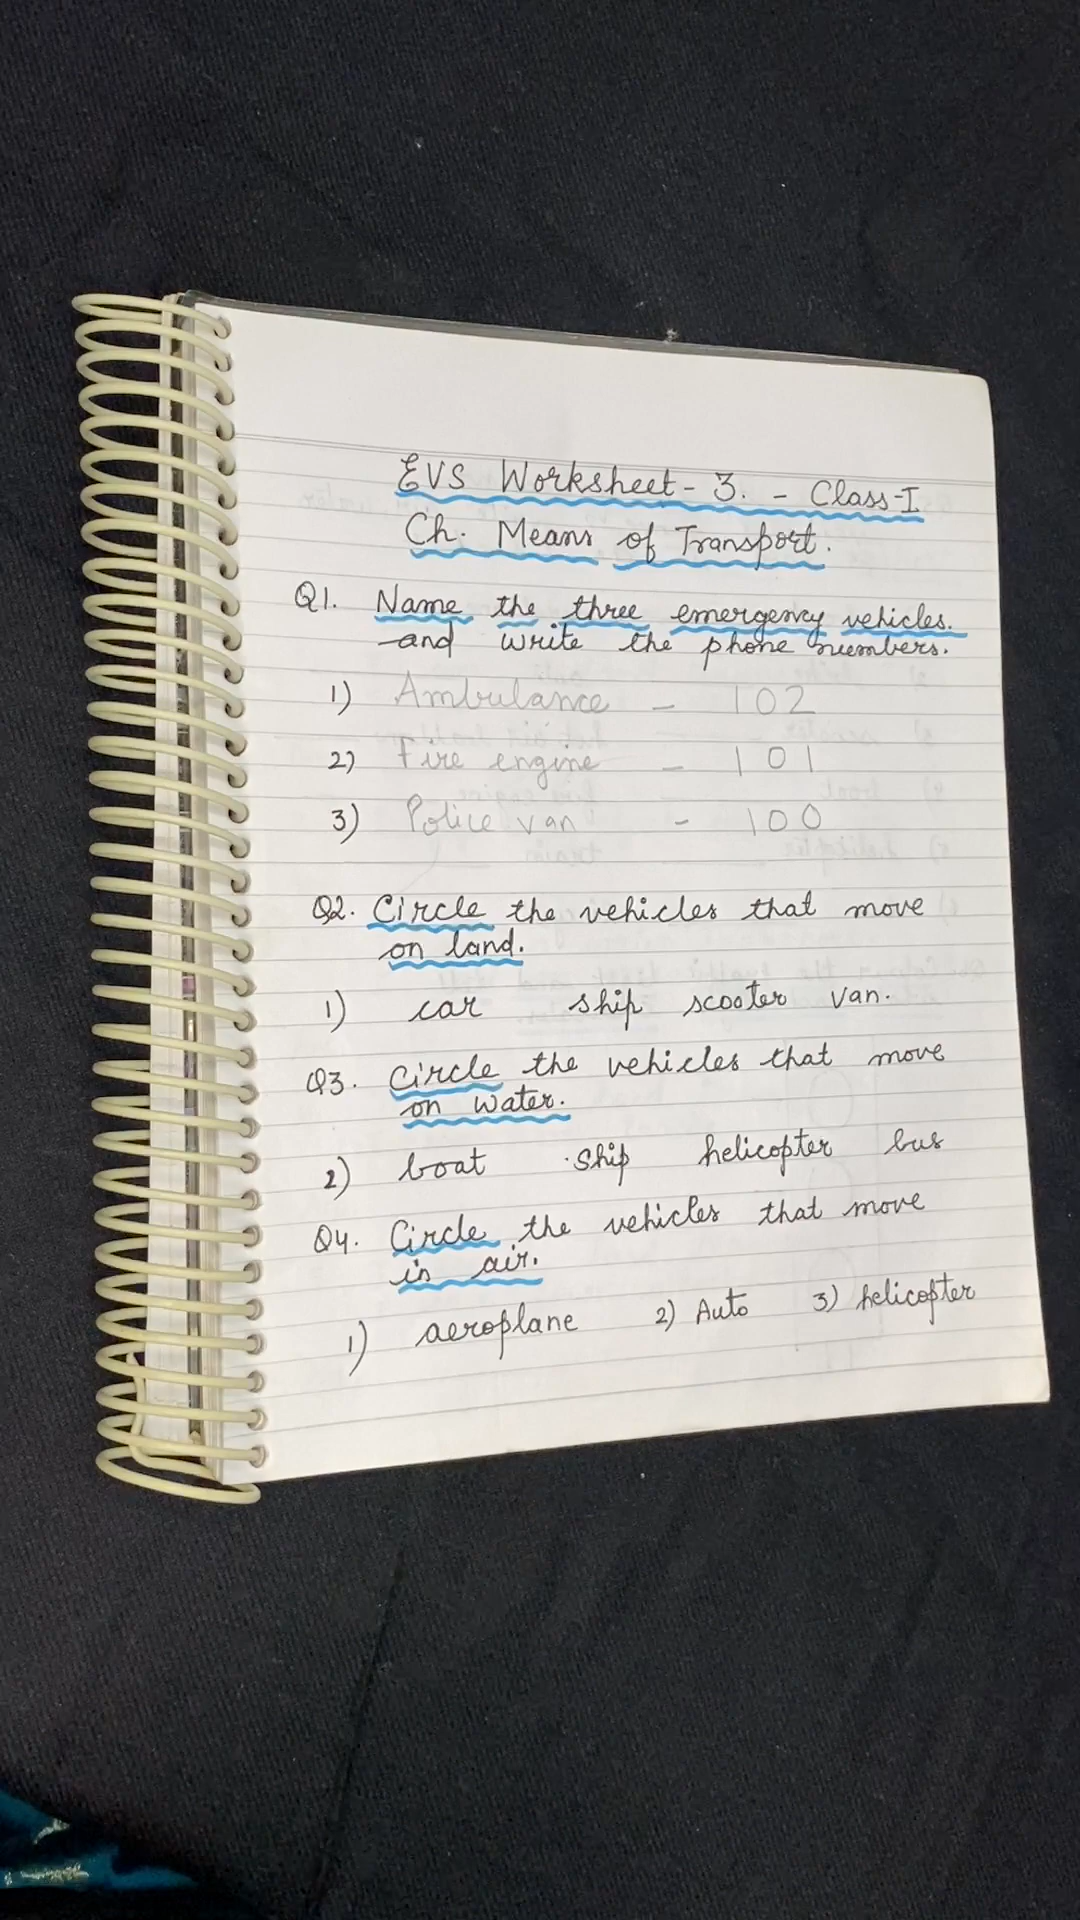 EVS Worksheet - 3. - Class-I
Ch. Means of Transport.
Q1. Name the three emergency vehicles.
and write the phone numbers.
1) Ambulance - 102
2) Fire engine - 101
3) Police van - 100
Q2. Circle the vehicles that move
on land.
1) car ship scooter van.
Q3. Circle the vehicles that move
on water.
2) boat ship helicopter bus
Q4. Circle the vehicles that move
in air.
1) aeroplane 2) Auto 3) helicopter